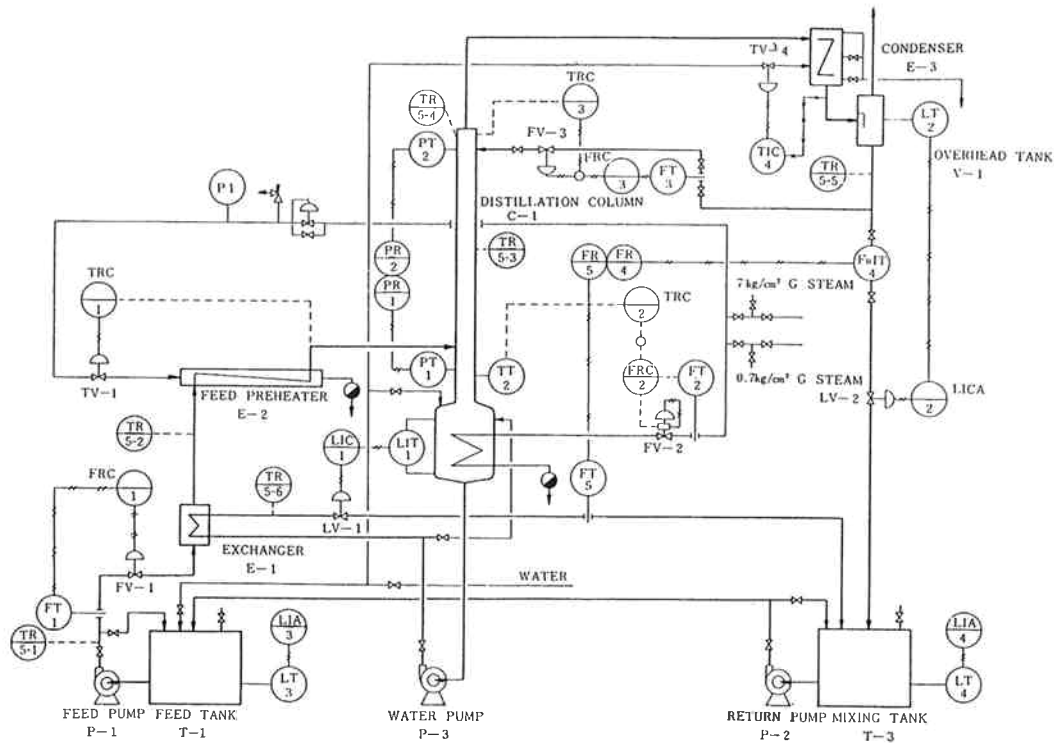 TV-34
CONDENSER
E-3
TRC
3
TR
5-4
FV-3
PT
2
LT
2
TIC
4
FRC
3
FT
3
OVERHEAD TANK
V-1
TR
5-5
P1
DISTILLATION COLUMN
C-1
TR
5-3
PR
2
PR
1
FR
5
FR
4
4
7kg/cm² G STEAM
TRC
1
TRC
2
PT
1
TT
2
FRC
2
FT
2
0.7kg/cm² G STEAM
LV-2
LICA
2
TV-1
FEED PREHEATER
E-2
TR
5-2
LIC
1
LIT
1
FV-2
FRC
1
TR
5-6
FT
5
LV-1
EXCHANGER
E-1
FV-1
WATER
FT
1
TR
5-1
LIA
3
LT
3
LIA
4
LT
4
FEED PUMP
P-1
FEED TANK
T-1
WATER PUMP
P-3
RETURN PUMP
P-2
MIXING TANK
T-3